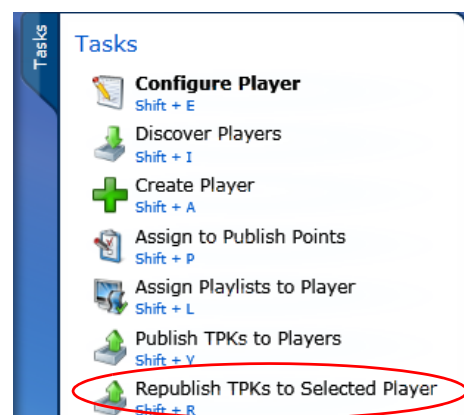 Tasks
Tasks
Configure Player
Shift + E
Discover Players
Shift + I
Create Player
Shift + A
Assign to Publish Points
Shift + P
Assign Playlists to Player
Shift + L
Publish TPKs to Players
Shift + V
Republish TPKs to Selected Player
Shift + R